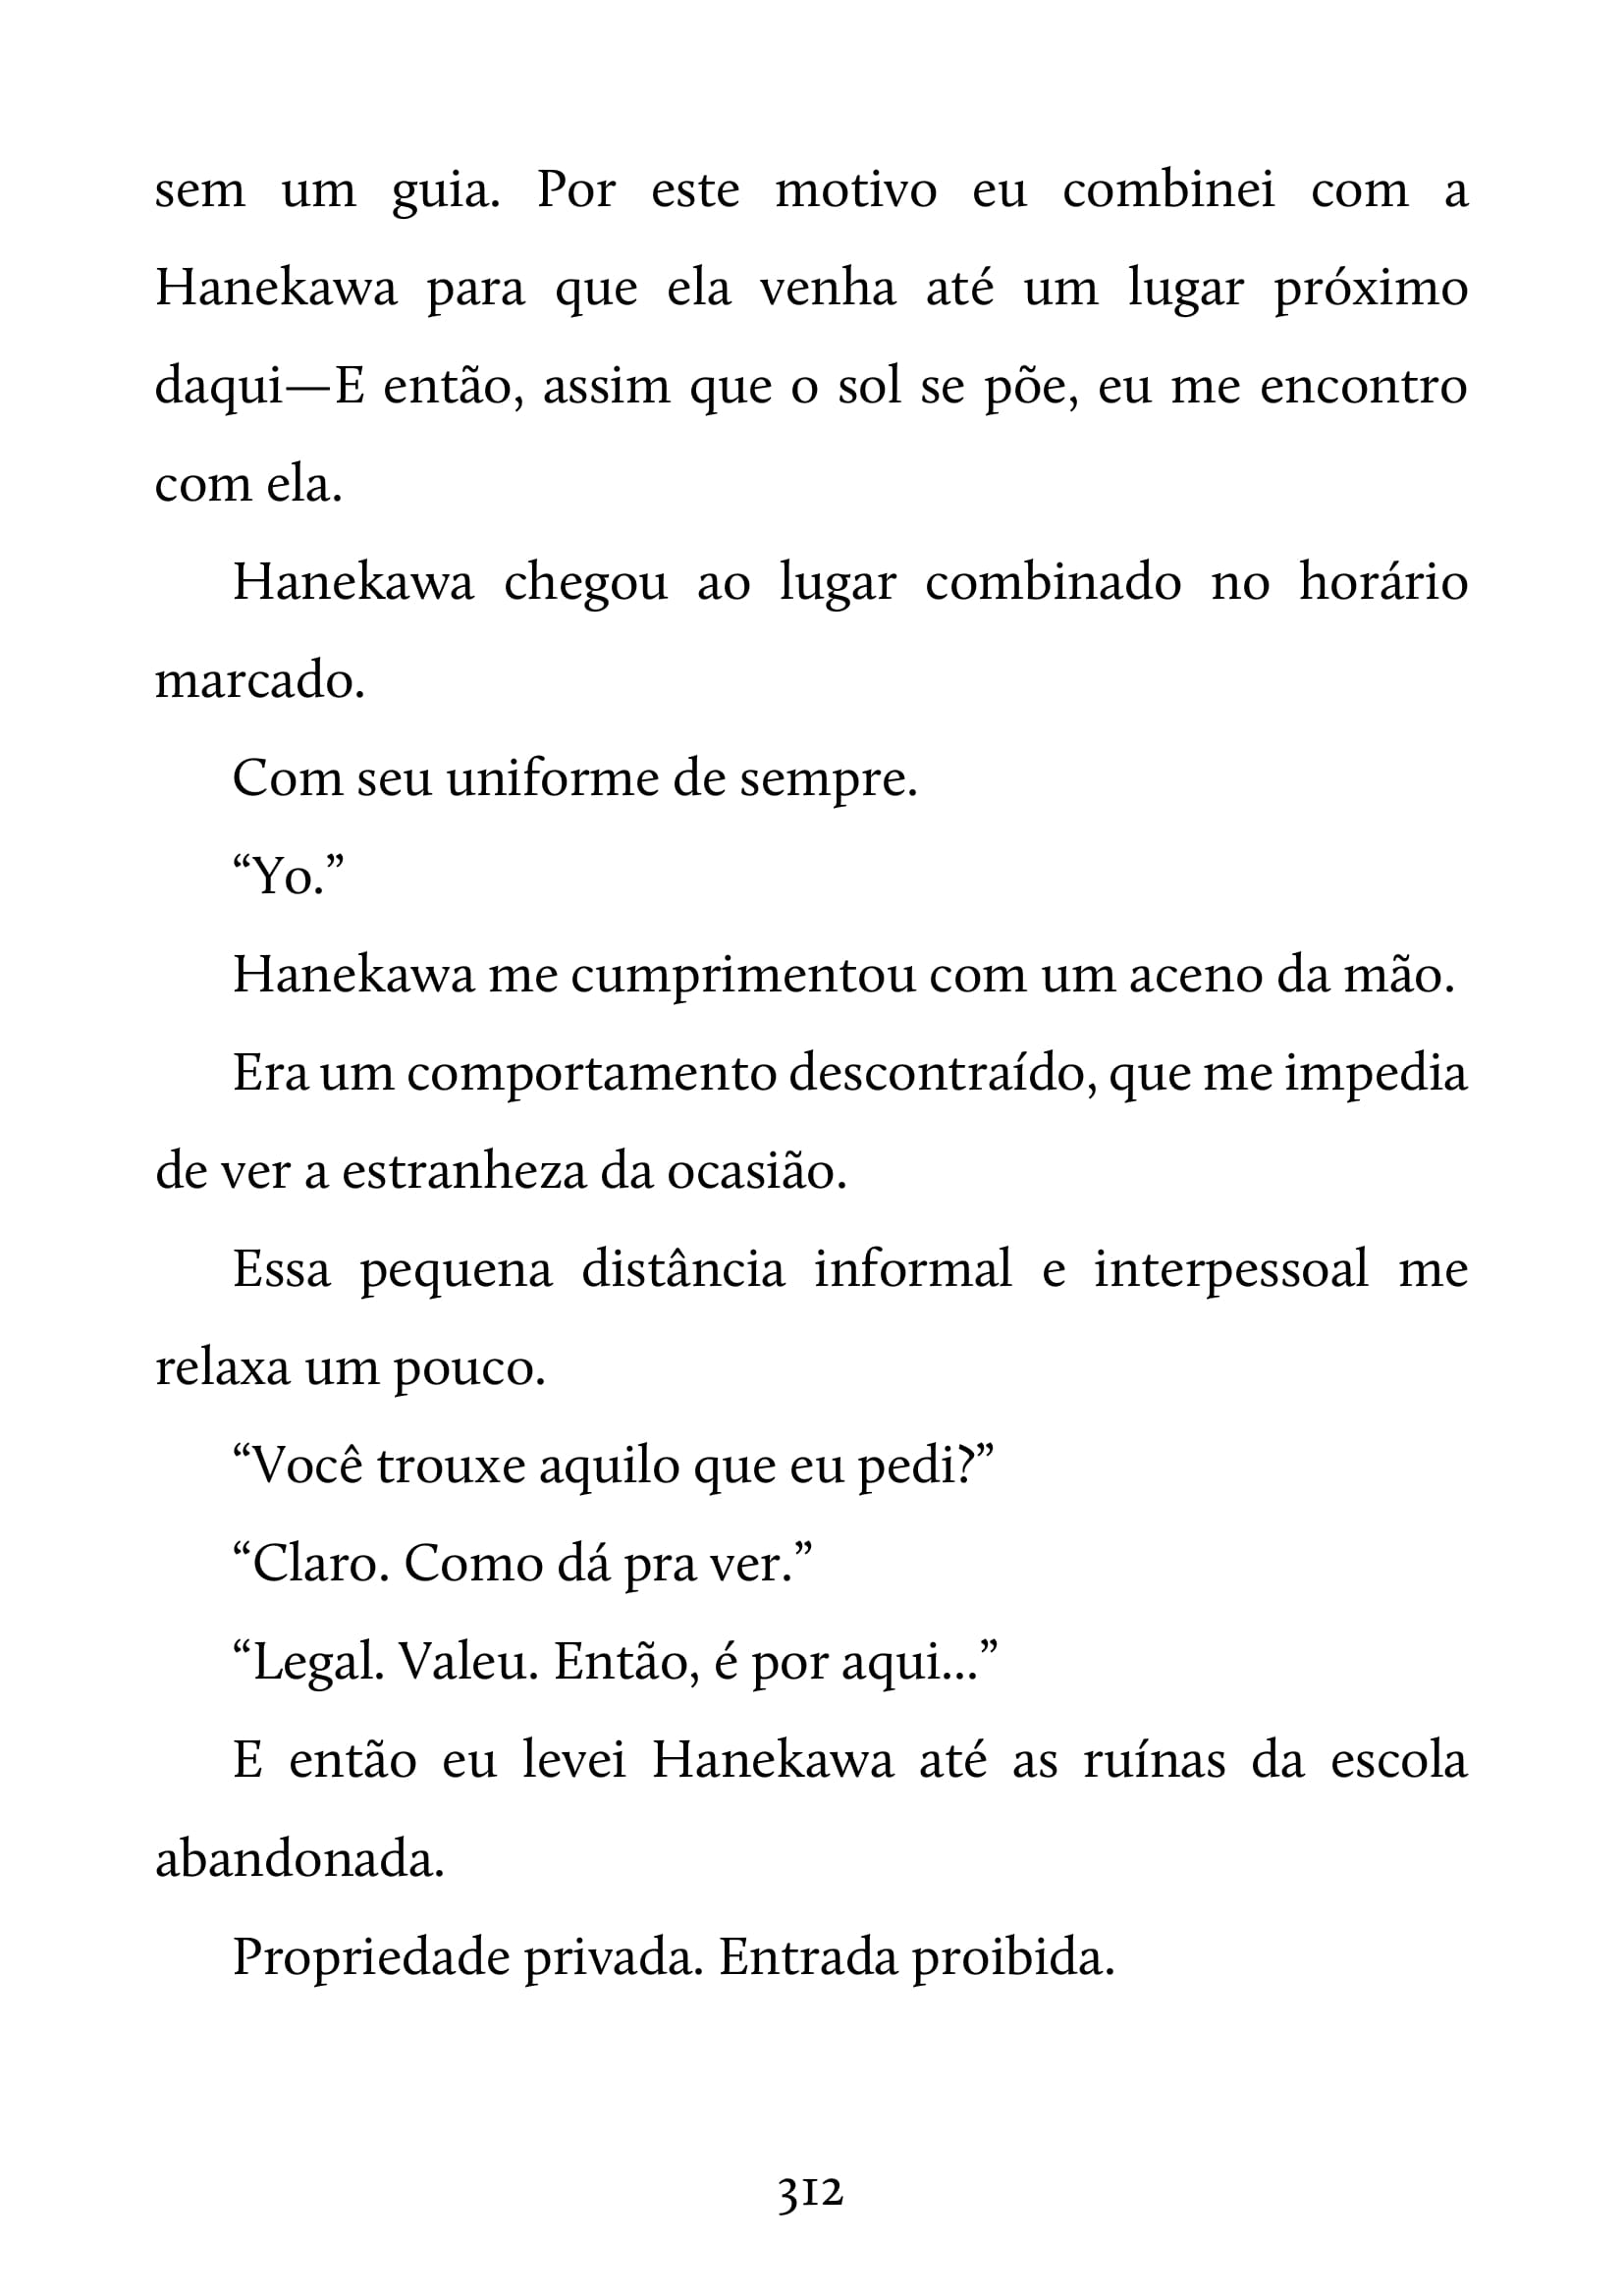 sem um guia. Por este motivo eu combinei com a
Hanekawa para que ela venha até um lugar próximo
daqui—E então, assim que o sol se põe, eu me encontro
com ela.
Hanekawa chegou ao lugar combinado no horário
marcado.
Com seu uniforme de sempre.
“Yo.”
Hanekawa me cumprimentou com um aceno da mão.
Era um comportamento descontraído, que me impedia
de ver a estranheza da ocasião.
Essa pequena distância informal e interpessoal me
relaxa um pouco.
“Você trouxe aquilo que eu pedi?”
“Claro. Como dá pra ver.”
“Legal. Valeu. Então, é por aqui...”
E então eu levei Hanekawa até as ruínas da escola
abandonada.
Propriedade privada. Entrada proibida.
312